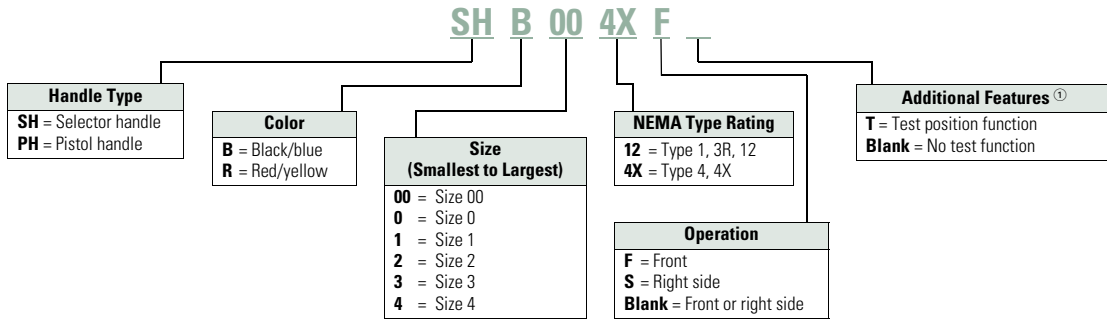 SH B 00 4X F _
Handle Type
SH = Selector handle
PH = Pistol handle
Color
B = Black/blue
R = Red/yellow
Size
(Smallest to Largest)
00 = Size 00
0 = Size 0
1 = Size 1
2 = Size 2
3 = Size 3
4 = Size 4
NEMA Type Rating
12 = Type 1, 3R, 12
4X = Type 4, 4X
Operation
F = Front
S = Right side
Blank = Front or right side
Additional Features ①
T = Test position function
Blank = No test function